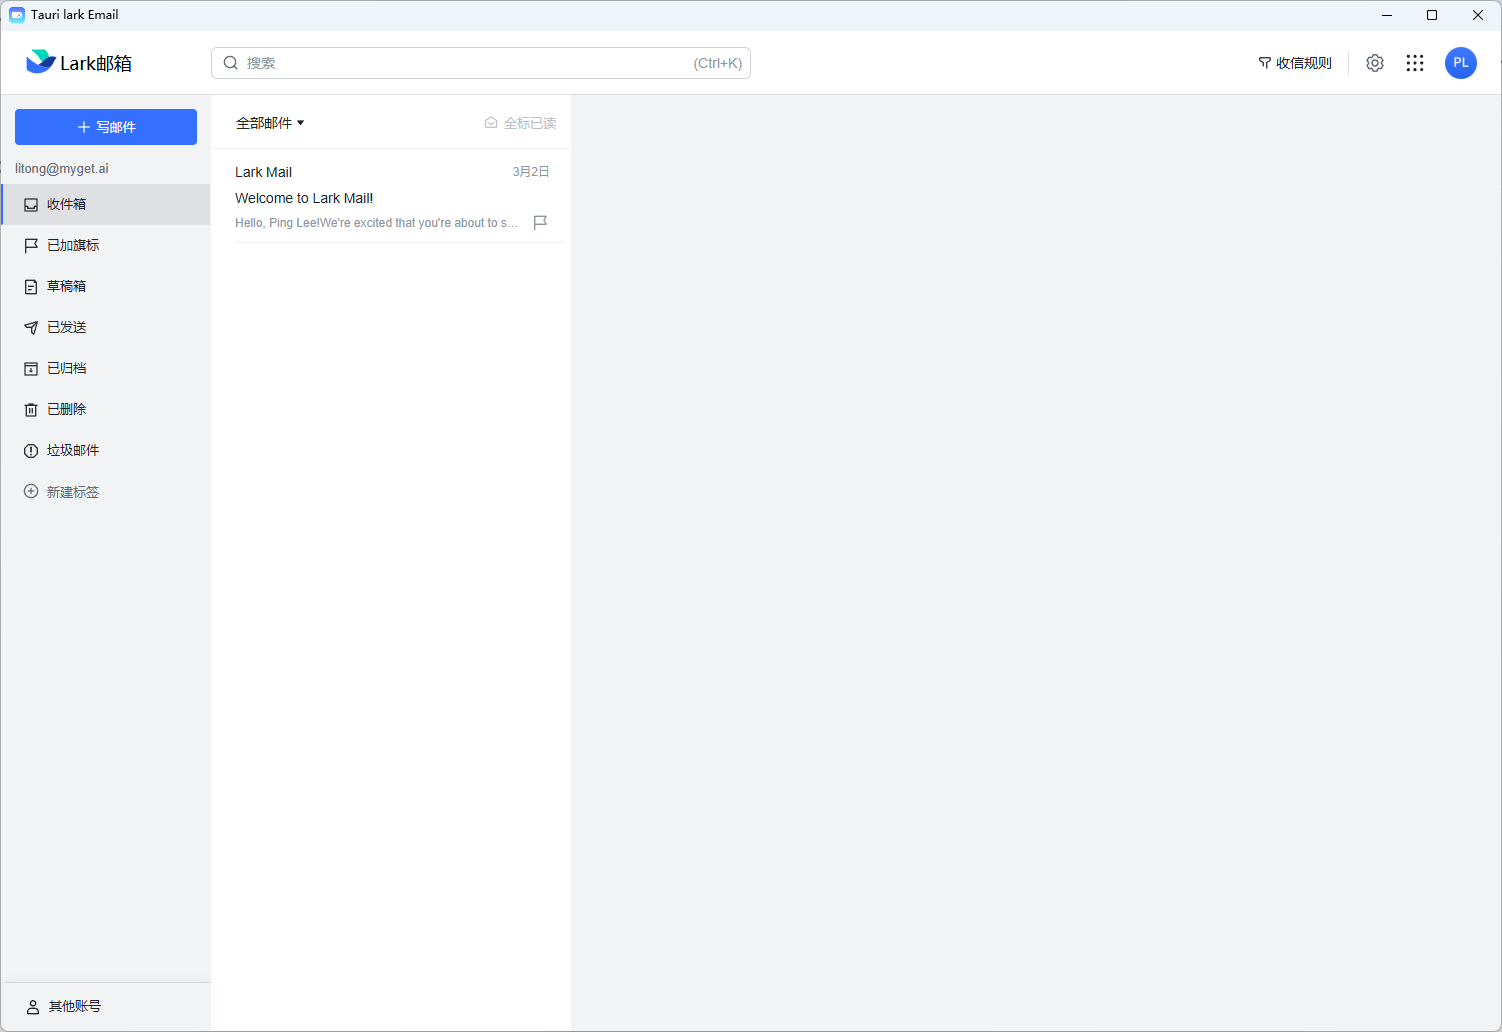 Tauri lark Email
Lark邮箱
搜索
(Ctrl+K)
收信规则
PL
写邮件
litong@myget.ai
收件箱
已加旗标
草稿箱
已发送
已归档
已删除
垃圾邮件
新建标签
其他账号
全部邮件
全标已读
Lark Mail
3月2日
Welcome to Lark Mail!
Hello, Ping Lee!We're excited that you're about to s...